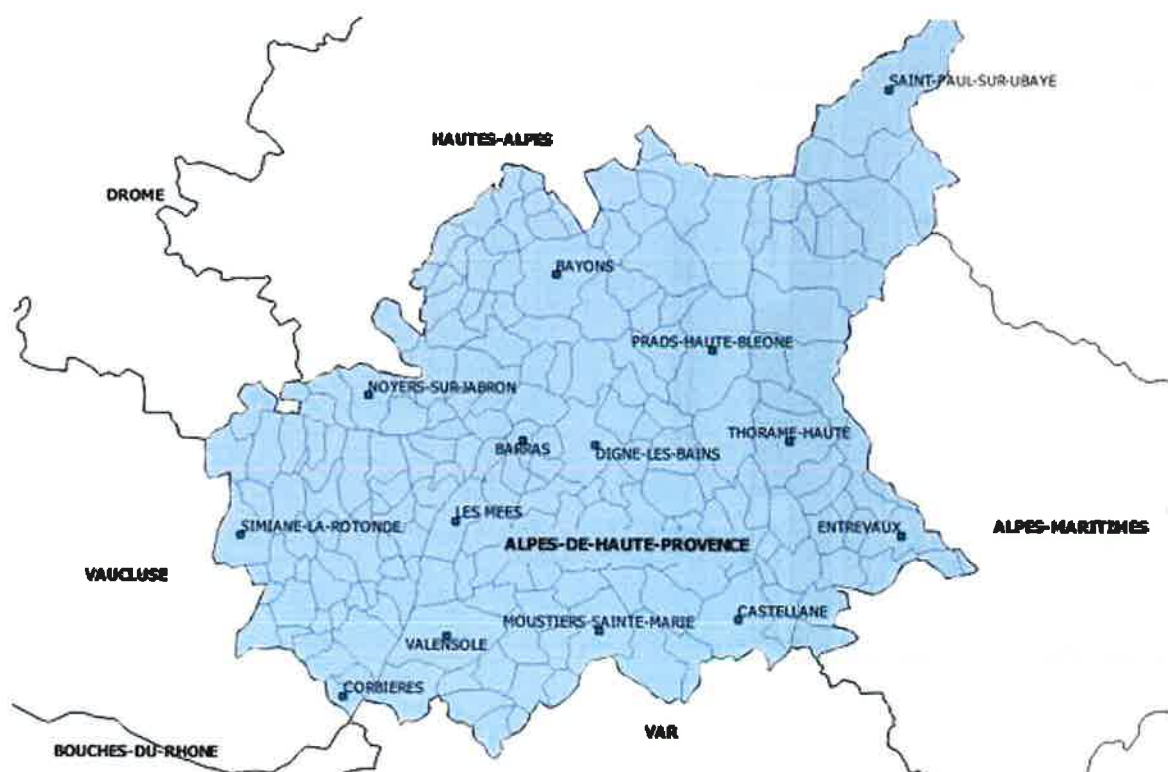 SAINT-PAUL-SUR-UBAYE
HAUTES-ALPES
DROME
BAYONS
PRADS-HAUTE-BLEONE
NOYERS-SUR-JABRON
THORAME-HAUTE
BARRAS
DIGNE-LES-BAINS
LES MEES
SIMIANE-LA-ROTONDE
ENTREVAUX
ALPES-MARITIMES
ALPES-DE-HAUTE-PROVENCE
VAUCLUSE
CASTELLANE
MOUSTIERS-SAINTE-MARIE
VALENSOLE
CORBIERES
VAR
BOUCHES-DU-RHONE